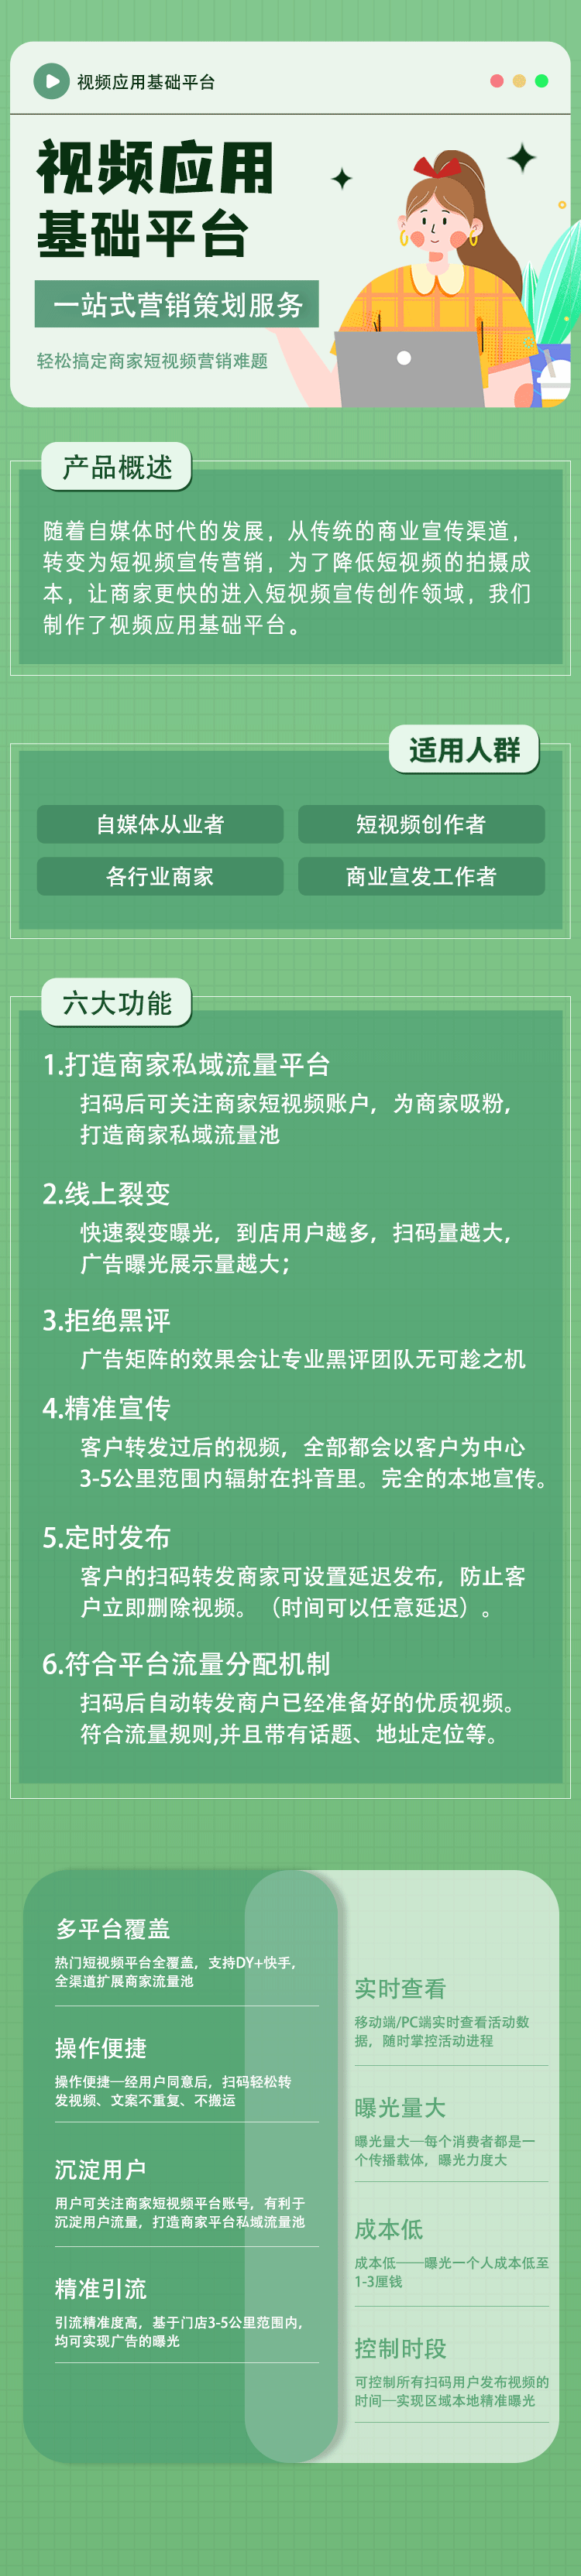 视频应用基础平台
视频应用
基础平台
一站式营销策划服务
轻松搞定商家短视频营销难题
产品概述
随着自媒体时代的发展，从传统的商业宣传渠道，
转变为短视频宣传营销，为了降低短视频的拍摄成
本，让商家更快的进入短视频宣传创作领域，我们
制作了视频应用基础平台。
适用人群
自媒体从业者
短视频创作者
各行业商家
商业宣发工作者
六大功能
1.打造商家私域流量平台
扫码后可关注商家短视频账户，为商家吸粉，
打造商家私域流量池
2.线上裂变
快速裂变曝光，到店用户越多，扫码量越大，
广告曝光展示量越大；
3.拒绝黑评
广告矩阵的效果会让专业黑评团队无可趁之机
4.精准宣传
客户转发过后的视频，全部都会以客户为中心
3-5公里范围内辐射在抖音里。完全的本地宣传。
5.定时发布
客户的扫码转发商家可设置延迟发布，防止客
户立即删除视频。（时间可以任意延迟）。
6.符合平台流量分配机制
扫码后自动转发商户已经准备好的优质视频。
符合流量规则,并且带有话题、地址定位等。
多平台覆盖
热门短视频平台全覆盖，支持DY+快手，
全渠道扩展商家流量池
操作便捷
操作便捷—经用户同意后，扫码轻松转
发视频、文案不重复、不搬运
沉淀用户
用户可关注商家短视频平台账号，有利于
沉淀用户流量，打造商家平台私域流量池
精准引流
引流精准度高，基于门店3-5公里范围内，
均可实现广告的曝光
实时查看
移动端/PC端实时查看活动数
据，随时掌控活动进程
曝光量大
曝光量大—每个消费者都是一
个传播载体，曝光力度大
成本低
成本低——曝光一个人成本低至
1-3厘钱
控制时段
可控制所有扫码用户发布视频的
时间—实现区域本地精准曝光